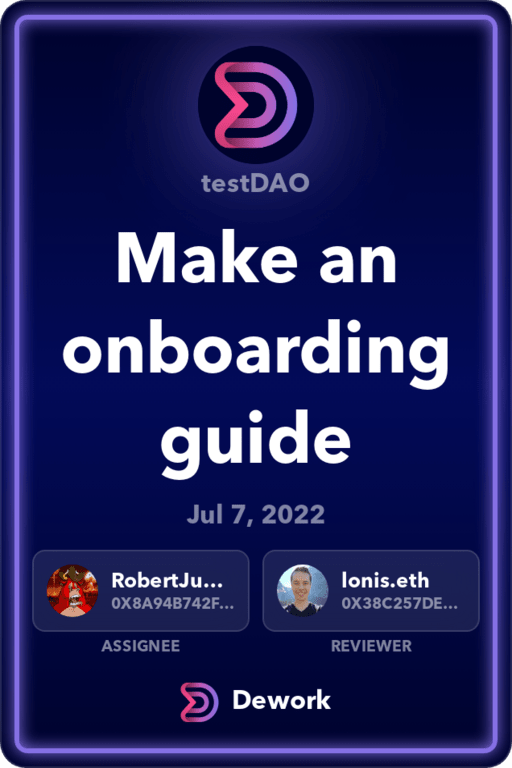 testDAO
Make an
onboarding
guide
Jul 7, 2022
RobertJu...
0X8A94B742F...
lonis.eth
0X38C257DE...
ASSIGNEE
REVIEWER
Dework